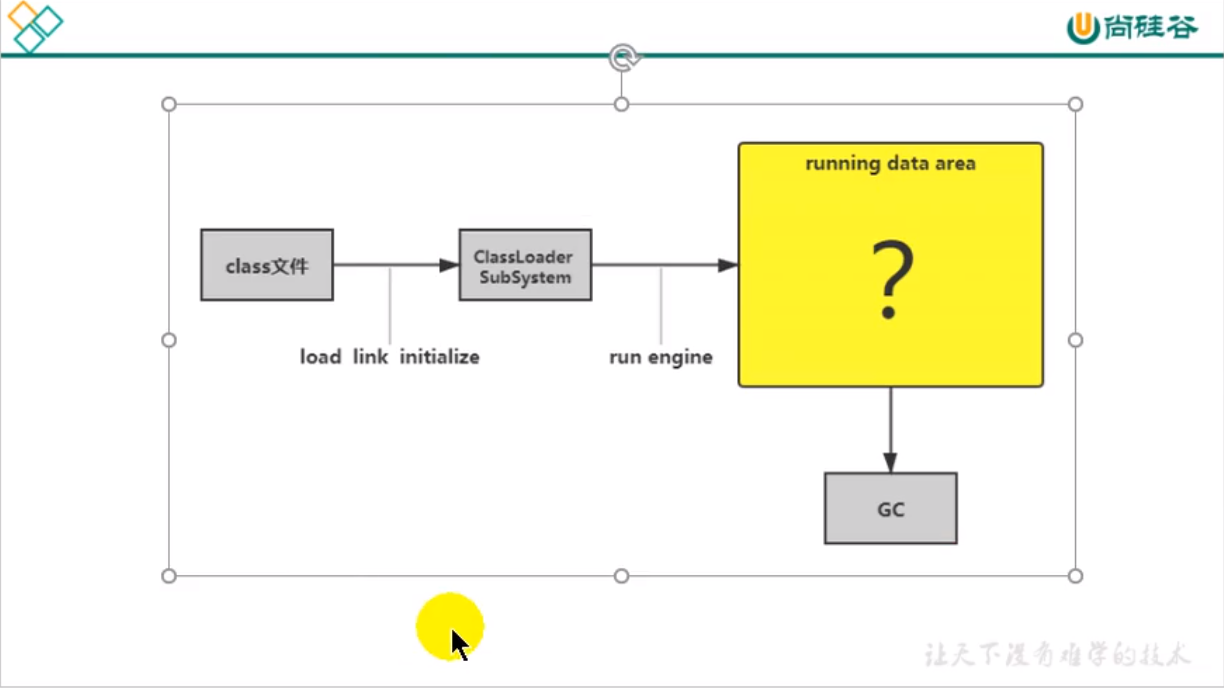 尚硅谷
running data area
?
class文件
ClassLoader
SubSystem
load link initialize
run engine
GC
让天下没有难学的技术